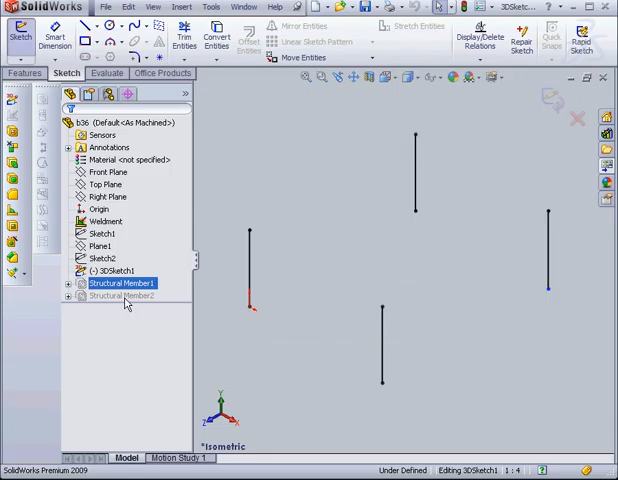 SolidWorks
File Edit View Insert Tools
3DSketc...
Sketch
Smart Dimension
Trim Entities
Convert Entities
Offset Entities
Mirror Entities
Linear Sketch Pattern
Move Entities
Stretch Entities
Display/Delete Relations
Repair Sketch
Quick Snaps
Rapid Sketch
Features Sketch Evaluate Office Products
b36 (Default<As Machined>)
Sensors
Annotations
Material <not specified>
Front Plane
Top Plane
Right Plane
Origin
Weldment
Sketch1
Plane1
Sketch2
(-) 3DSketch1
Structural Member1
Structural Member2
Y
X
Z
*Isometric
Model Motion Study 1
SolidWorks Premium 2009
Under Defined Editing 3DSketch1 1 : 4